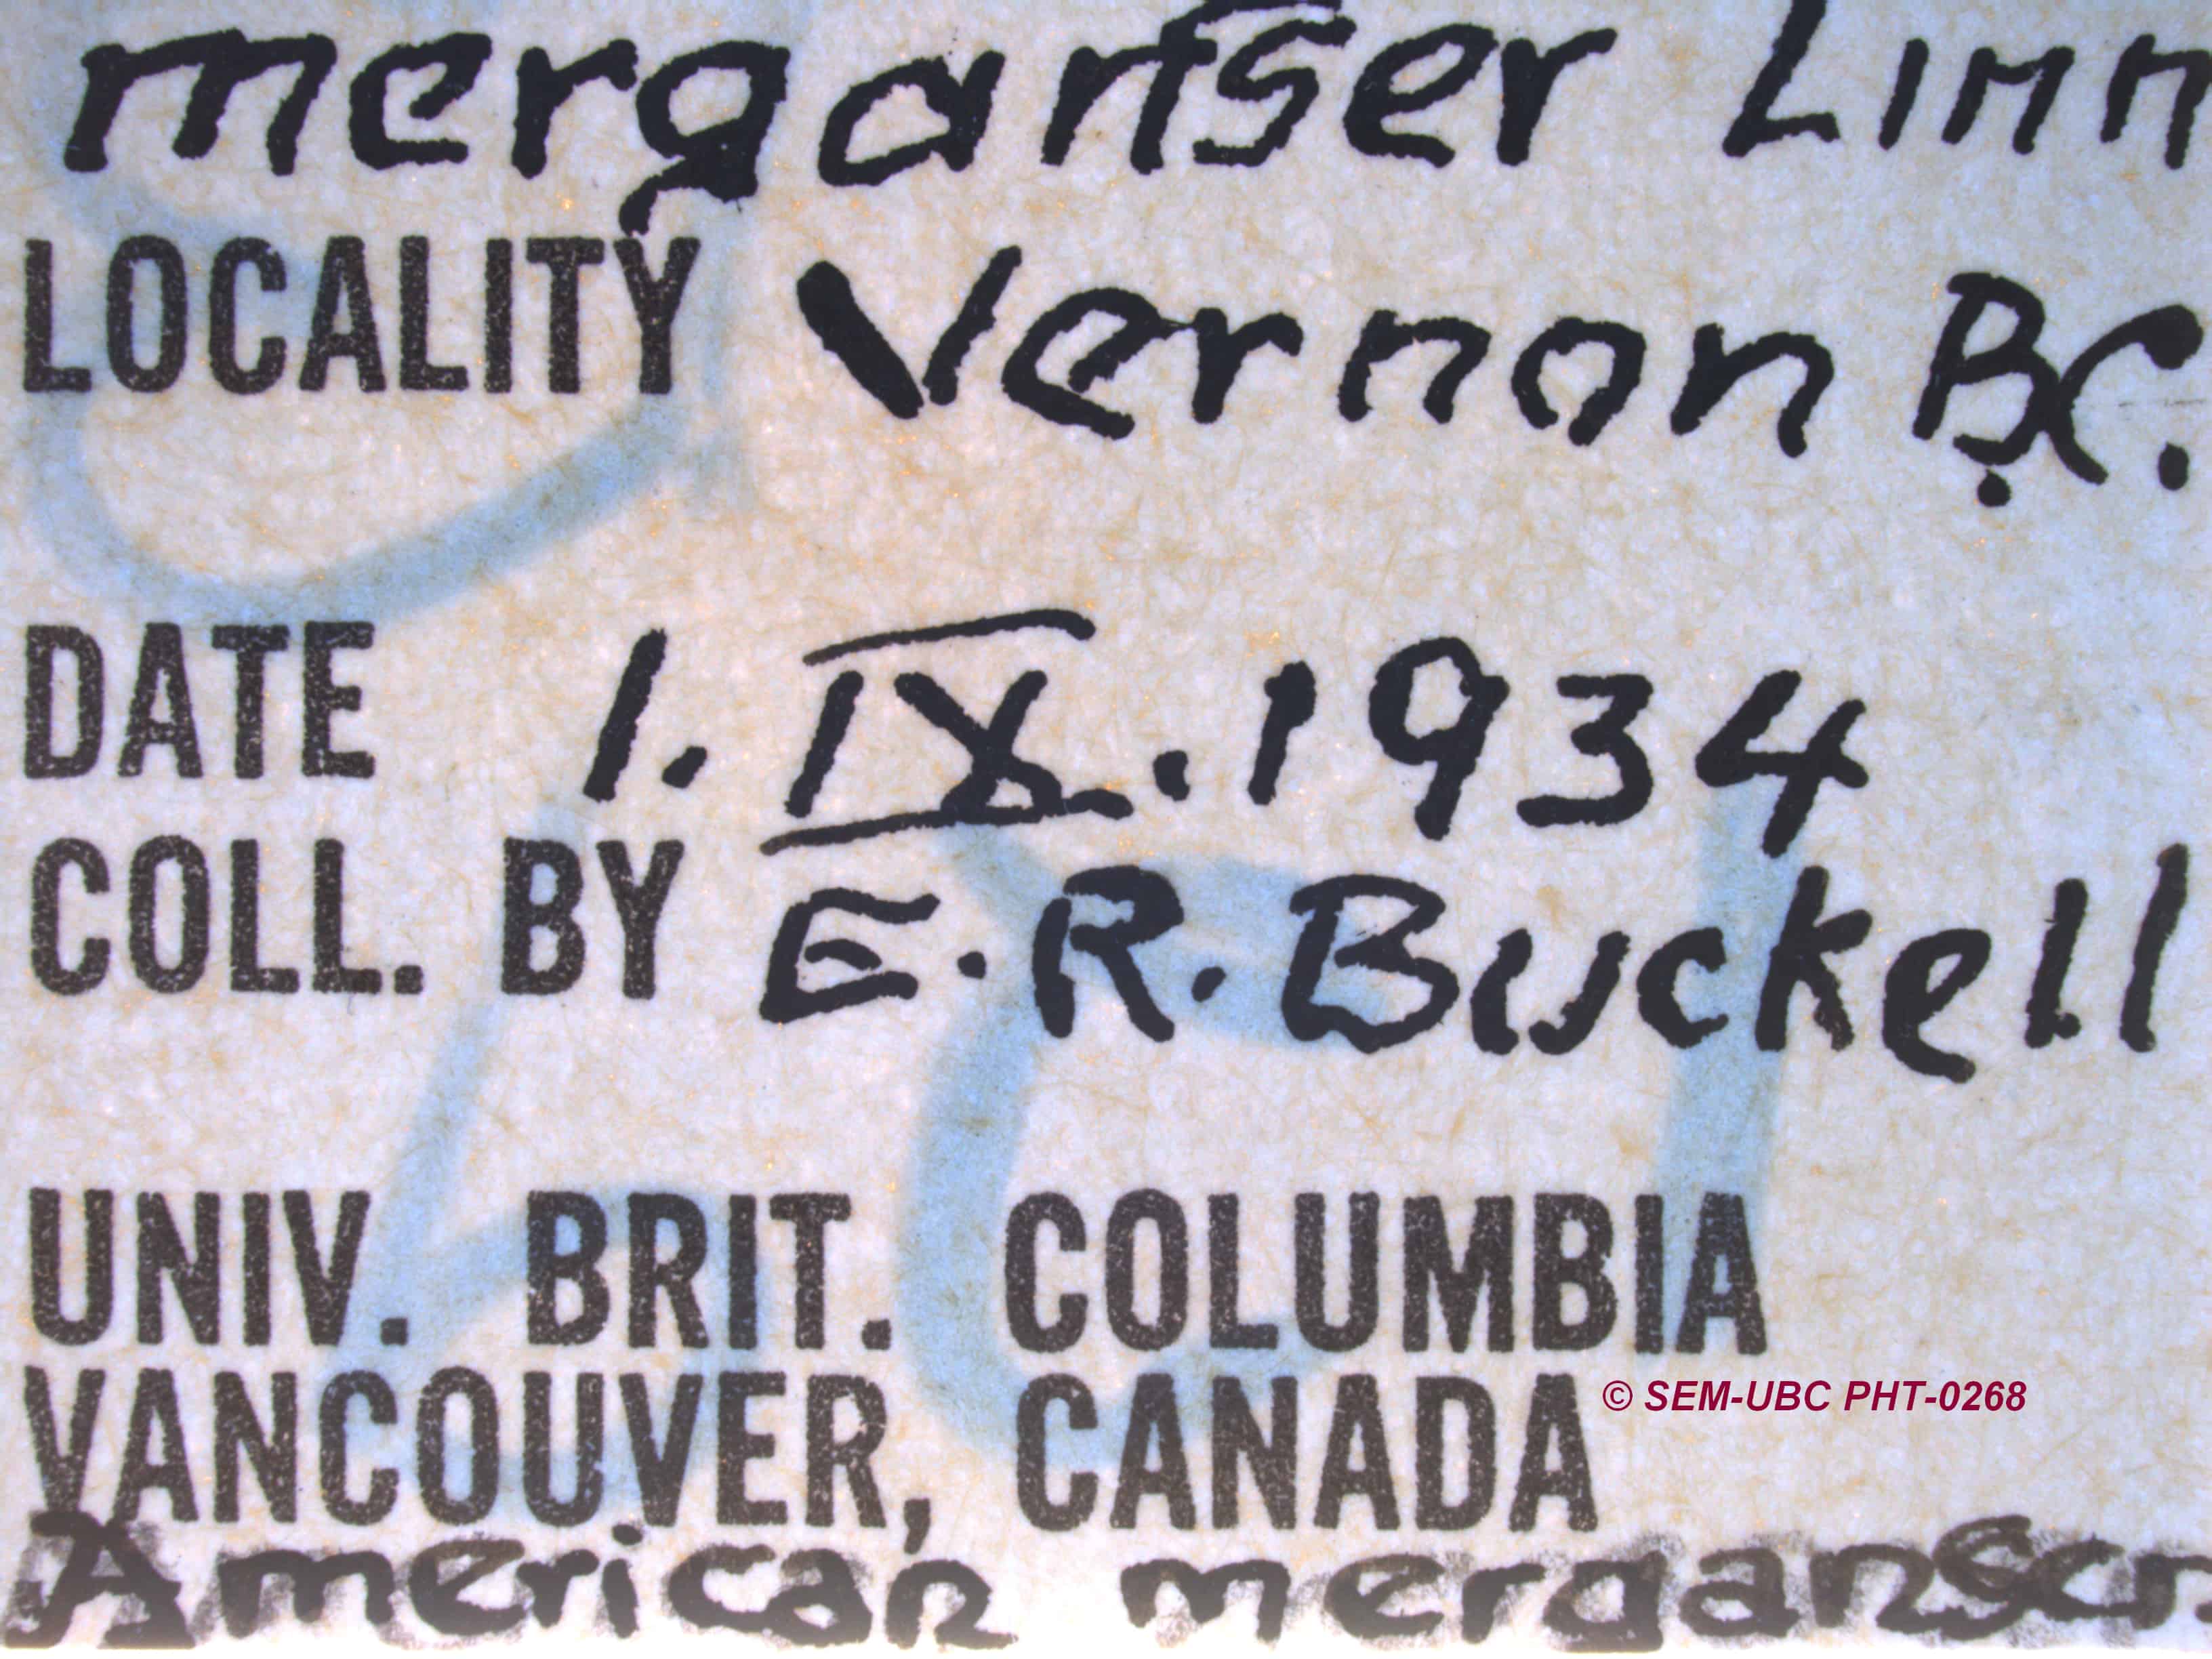 merganser Linn
LOCALITY Vernon B.C.
DATE 1. IX. 1934
COLL. BY E. R. Buckell
UNIV. BRIT. COLUMBIA
VANCOUVER, CANADA
© SEM-UBC PHT-0268
American merganser